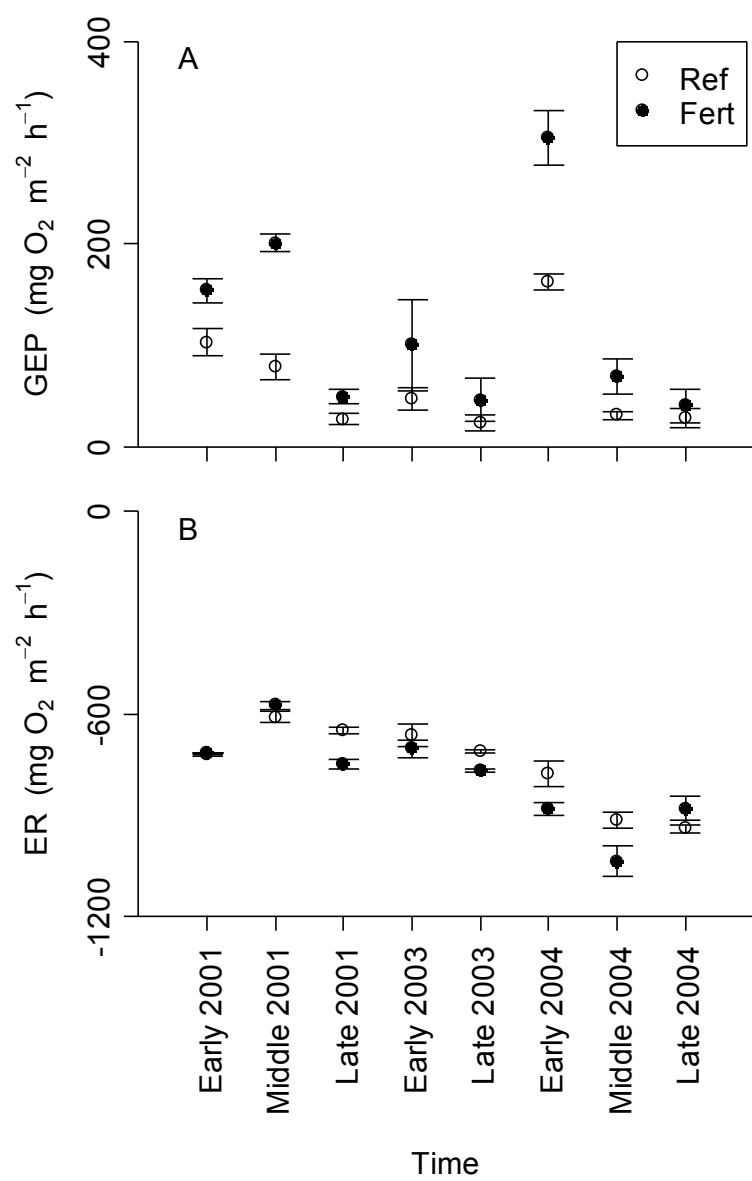 A
Ref
Fert
400
200
0
GEP (mg O₂ m⁻² h⁻¹)
B
0
-600
-1200
ER (mg O₂ m⁻² h⁻¹)
Early 2001
Middle 2001
Late 2001
Early 2003
Late 2003
Early 2004
Middle 2004
Late 2004
Time